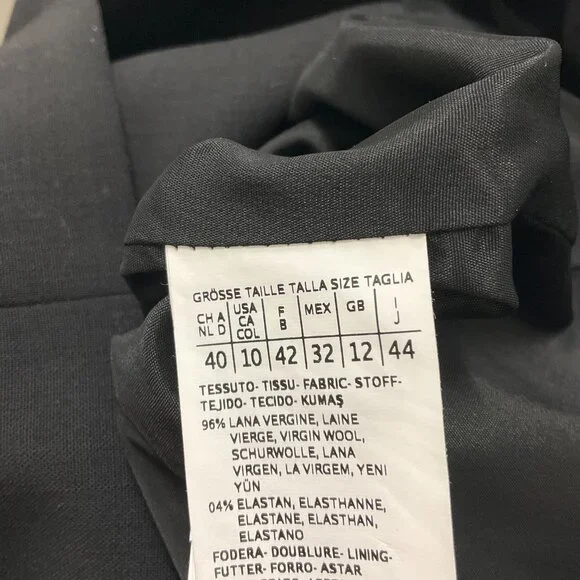 GRÖSSE TAILLE TALLA SIZE TAGLIA
CH A NL D USA CA COL F B MEX GB I J
40 10 42 32 12 44
TESSUTO- TISSU- FABRIC- STOFF-
TEJIDO- TECIDO- KUMAŞ
96% LANA VERGINE, LAINE
VIERGE, VIRGIN WOOL,
SCHURWOLLE, LANA
VIRGEN, LA VIRGEM, YENI
YÜN
04% ELASTAN, ELASTHANNE,
ELASTANE, ELASTHAN,
ELASTANO
FODERA- DOUBLURE- LINING-
FUTTER- FORRO- ASTAR